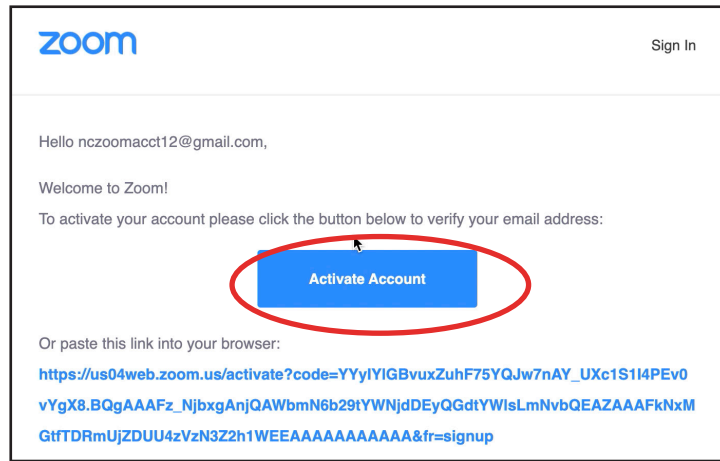 zoom
Sign In
Hello nczoomacct12@gmail.com,
Welcome to Zoom!
To activate your account please click the button below to verify your email address:
Activate Account
Or paste this link into your browser:
https://us04web.zoom.us/activate?code=YYylYlGBvuxZuhF75YQJw7nAY_UXc1S1l4PEv0
vYgX8.BQgAAAFz_NjbxgAnjQAWbmN6b29tYWNjdDEyQGdtYWlsLmNvbQEAZAAAFkNxM
GtfTDRmUjZDUU4zVzN3Z2h1WEEAAAAAAAAAAA&fr=signup